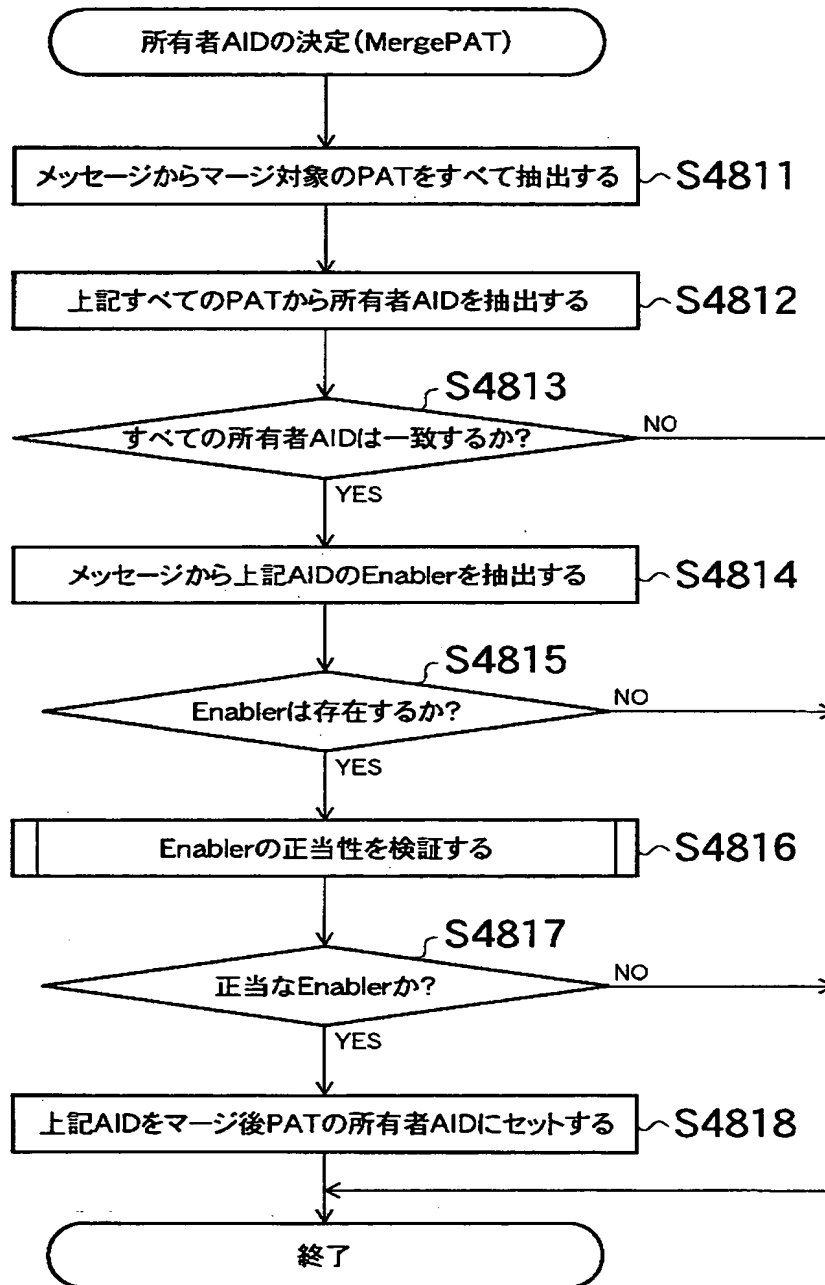 所有者AIDの決定(MergePAT)
メッセージからマージ対象のPATをすべて抽出する S4811
上記すべてのPATから所有者AIDを抽出する S4812
S4813
すべての所有者AIDは一致するか? NO
YES
メッセージから上記AIDのEnablerを抽出する S4814
S4815
Enablerは存在するか? NO
YES
Enablerの正当性を検証する S4816
S4817
正当なEnablerか? NO
YES
上記AIDをマージ後PATの所有者AIDにセットする S4818
終了